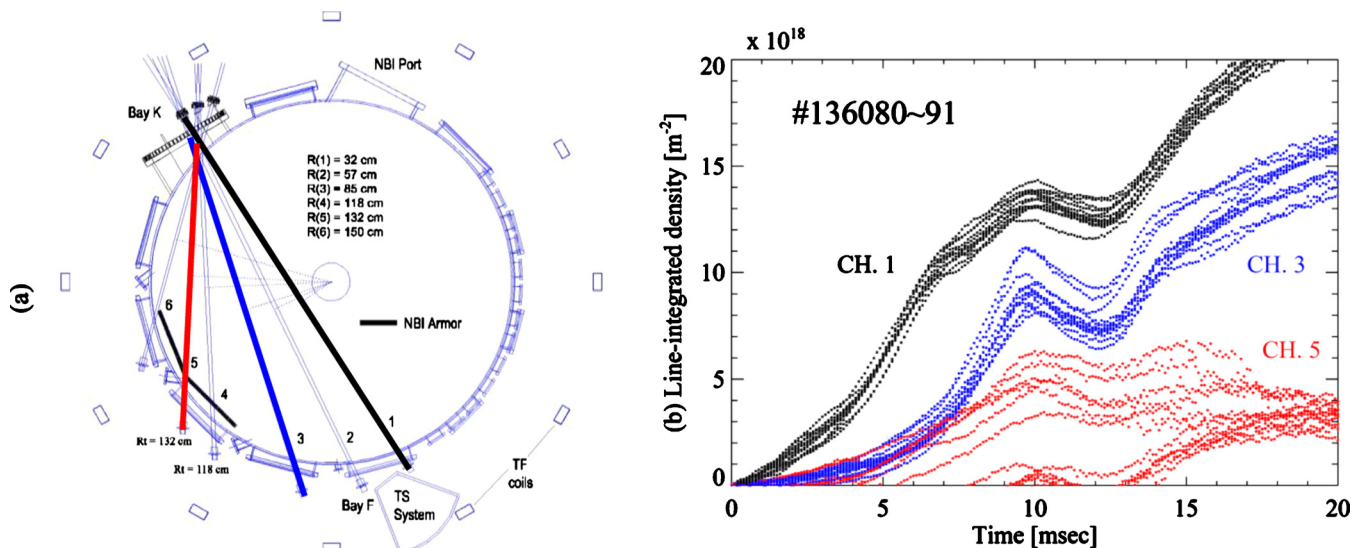 (a)
NBI Port
Bay K
R(1) = 32 cm
R(2) = 57 cm
R(3) = 85 cm
R(4) = 118 cm
R(5) = 132 cm
R(6) = 150 cm
NBI Armor
6
5
4
3
2
1
Rt = 132 cm
Rt = 118 cm
Bay F
TS
System
TF
coils
x 10^18
(b) Line-integrated density [m^-2]
20
15
10
5
0
#136080~91
CH. 1
CH. 3
CH. 5
0 5 10 15 20
Time [msec]